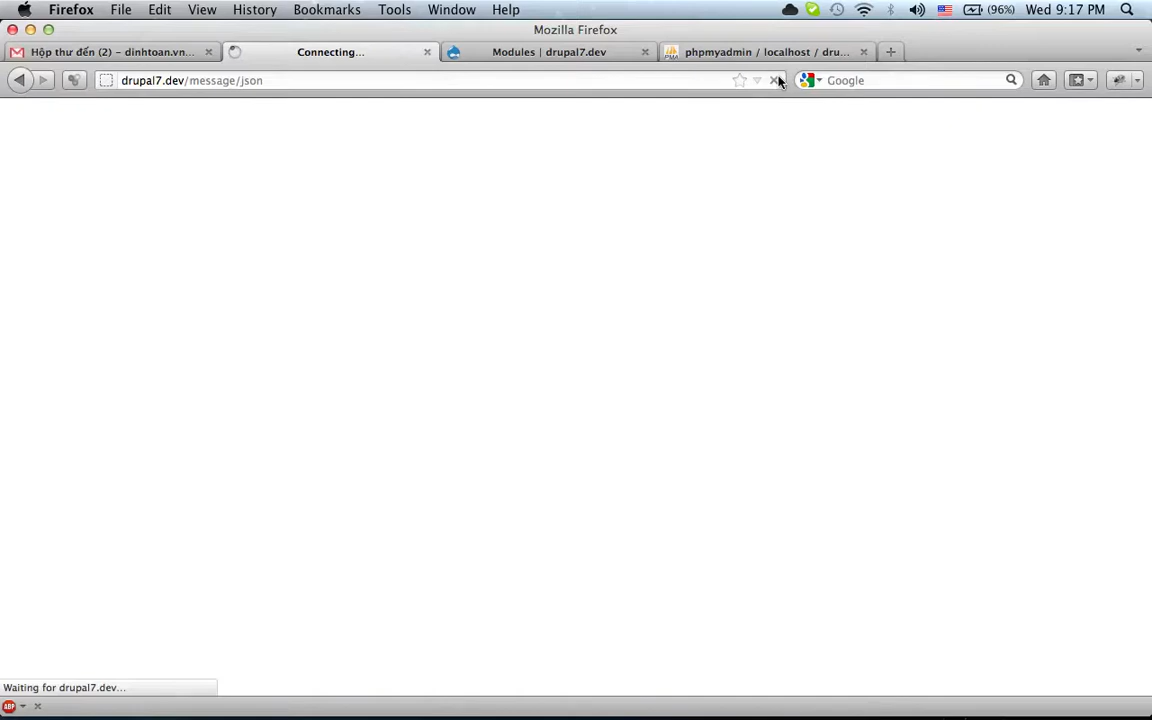 Firefox File Edit View History Bookmarks Tools Window Help (96%) Wed 9:17 PM
Mozilla Firefox
Hộp thư đến (2) – dinhtoan.vn... Connecting... Modules | drupal7.dev phpmyadmin / localhost / dru...
drupal7.dev/message/json Google
Waiting for drupal7.dev...
ABP